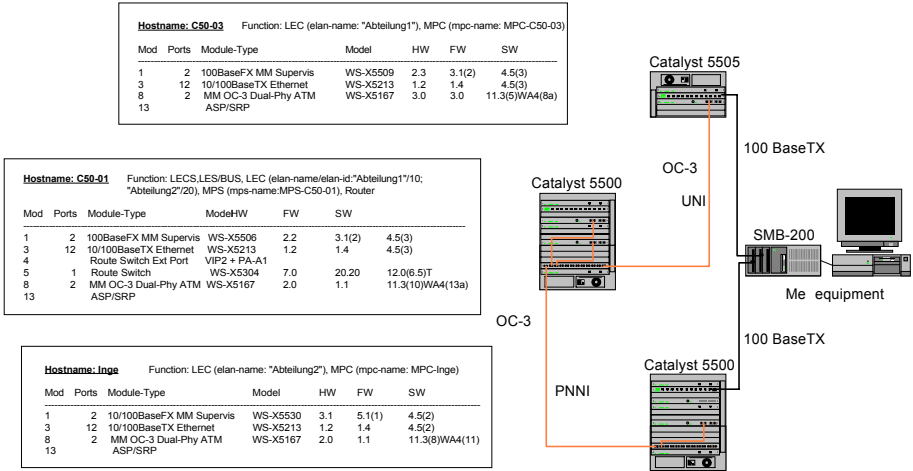 Hostname: C50-03 Function: LEC (elan-name: "Abteilung1"), MPC (mpc-name: MPC-C50-03)
Mod Ports Module-Type Model HW FW SW
1 2 100BaseFX MM Supervis WS-X5509 2.3 3.1(2) 4.5(3)
3 12 10/100BaseTX Ethernet WS-X5213 1.2 1.4 4.5(3)
8 2 MM OC-3 Dual-Phy ATM WS-X5167 3.0 3.0 11.3(5)WA4(8a)
13 ASP/SRP
Hostname: C50-01 Function: LECS,LES/BUS, LEC (elan-name/elan-id:"Abteilung1"/10;
"Abteilung2"/20), MPS (mps-name:MPS-C50-01), Router
Mod Ports Module-Type ModelHW FW SW
1 2 100BaseFX MM Supervis WS-X5506 2.2 3.1(2) 4.5(3)
3 12 10/100BaseTX Ethernet WS-X5213 1.2 1.4 4.5(3)
4 Route Switch Ext Port VIP2 + PA-A1
5 1 Route Switch WS-X5304 7.0 20.20 12.0(6.5)T
8 2 MM OC-3 Dual-Phy ATM WS-X5167 2.0 1.1 11.3(10)WA4(13a)
13 ASP/SRP
Hostname: Inge Function: LEC (elan-name: "Abteilung2"), MPC (mpc-name: MPC-Inge)
Mod Ports Module-Type Model HW FW SW
1 2 10/100BaseFX MM Supervis WS-X5530 3.1 5.1(1) 4.5(2)
3 12 10/100BaseTX Ethernet WS-X5213 1.2 1.4 4.5(2)
8 2 MM OC-3 Dual-Phy ATM WS-X5167 2.0 1.1 11.3(8)WA4(11)
13 ASP/SRP
Catalyst 5505
100 BaseTX
OC-3
UNI
Catalyst 5500
SMB-200
Me equipment
OC-3
100 BaseTX
PNNI
Catalyst 5500